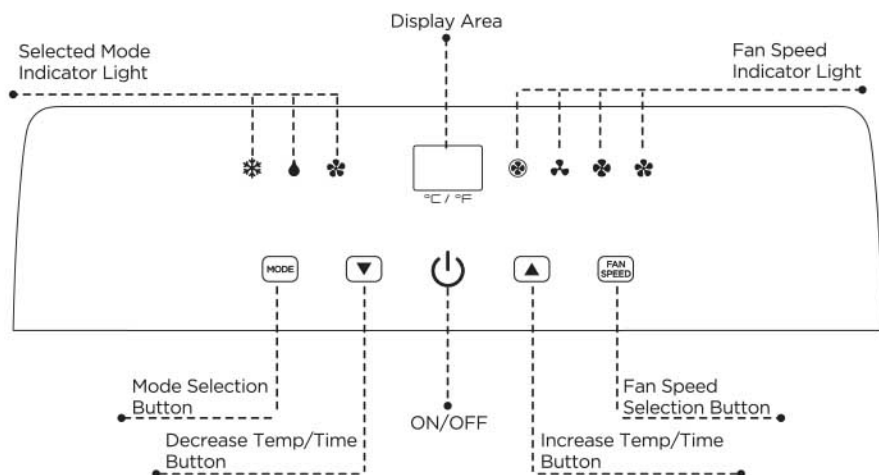 Display Area
Selected Mode
Indicator Light
Fan Speed
Indicator Light
°C / °F
MODE
FAN
SPEED
Mode Selection
Button
Decrease Temp/Time
Button
ON/OFF
Increase Temp/Time
Button
Fan Speed
Selection Button